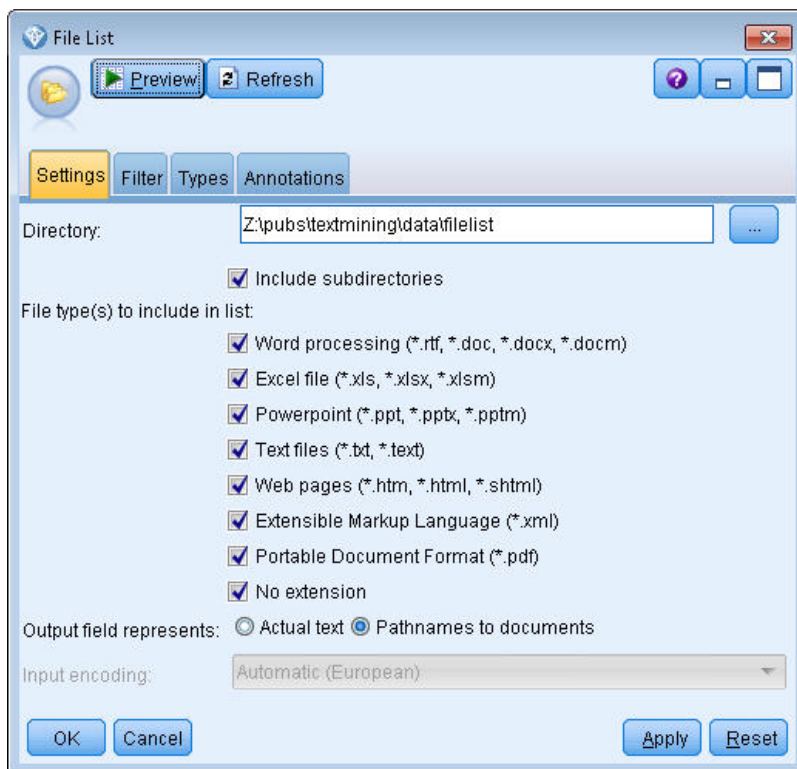 File List
Preview Refresh
Settings Filter Types Annotations
Directory: Z:\pubs\textmining\data\filelist ...
Include subdirectories
File type(s) to include in list:
Word processing (*.rtf, *.doc, *.docx, *.docm)
Excel file (*.xls, *.xlsx, *.xlsm)
Powerpoint (*.ppt, *.pptx, *.pptm)
Text files (*.txt, *.text)
Web pages (*.htm, *.html, *.shtml)
Extensible Markup Language (*.xml)
Portable Document Format (*.pdf)
No extension
Output field represents: Actual text Pathnames to documents
Input encoding: Automatic (European)
OK Cancel Apply Reset